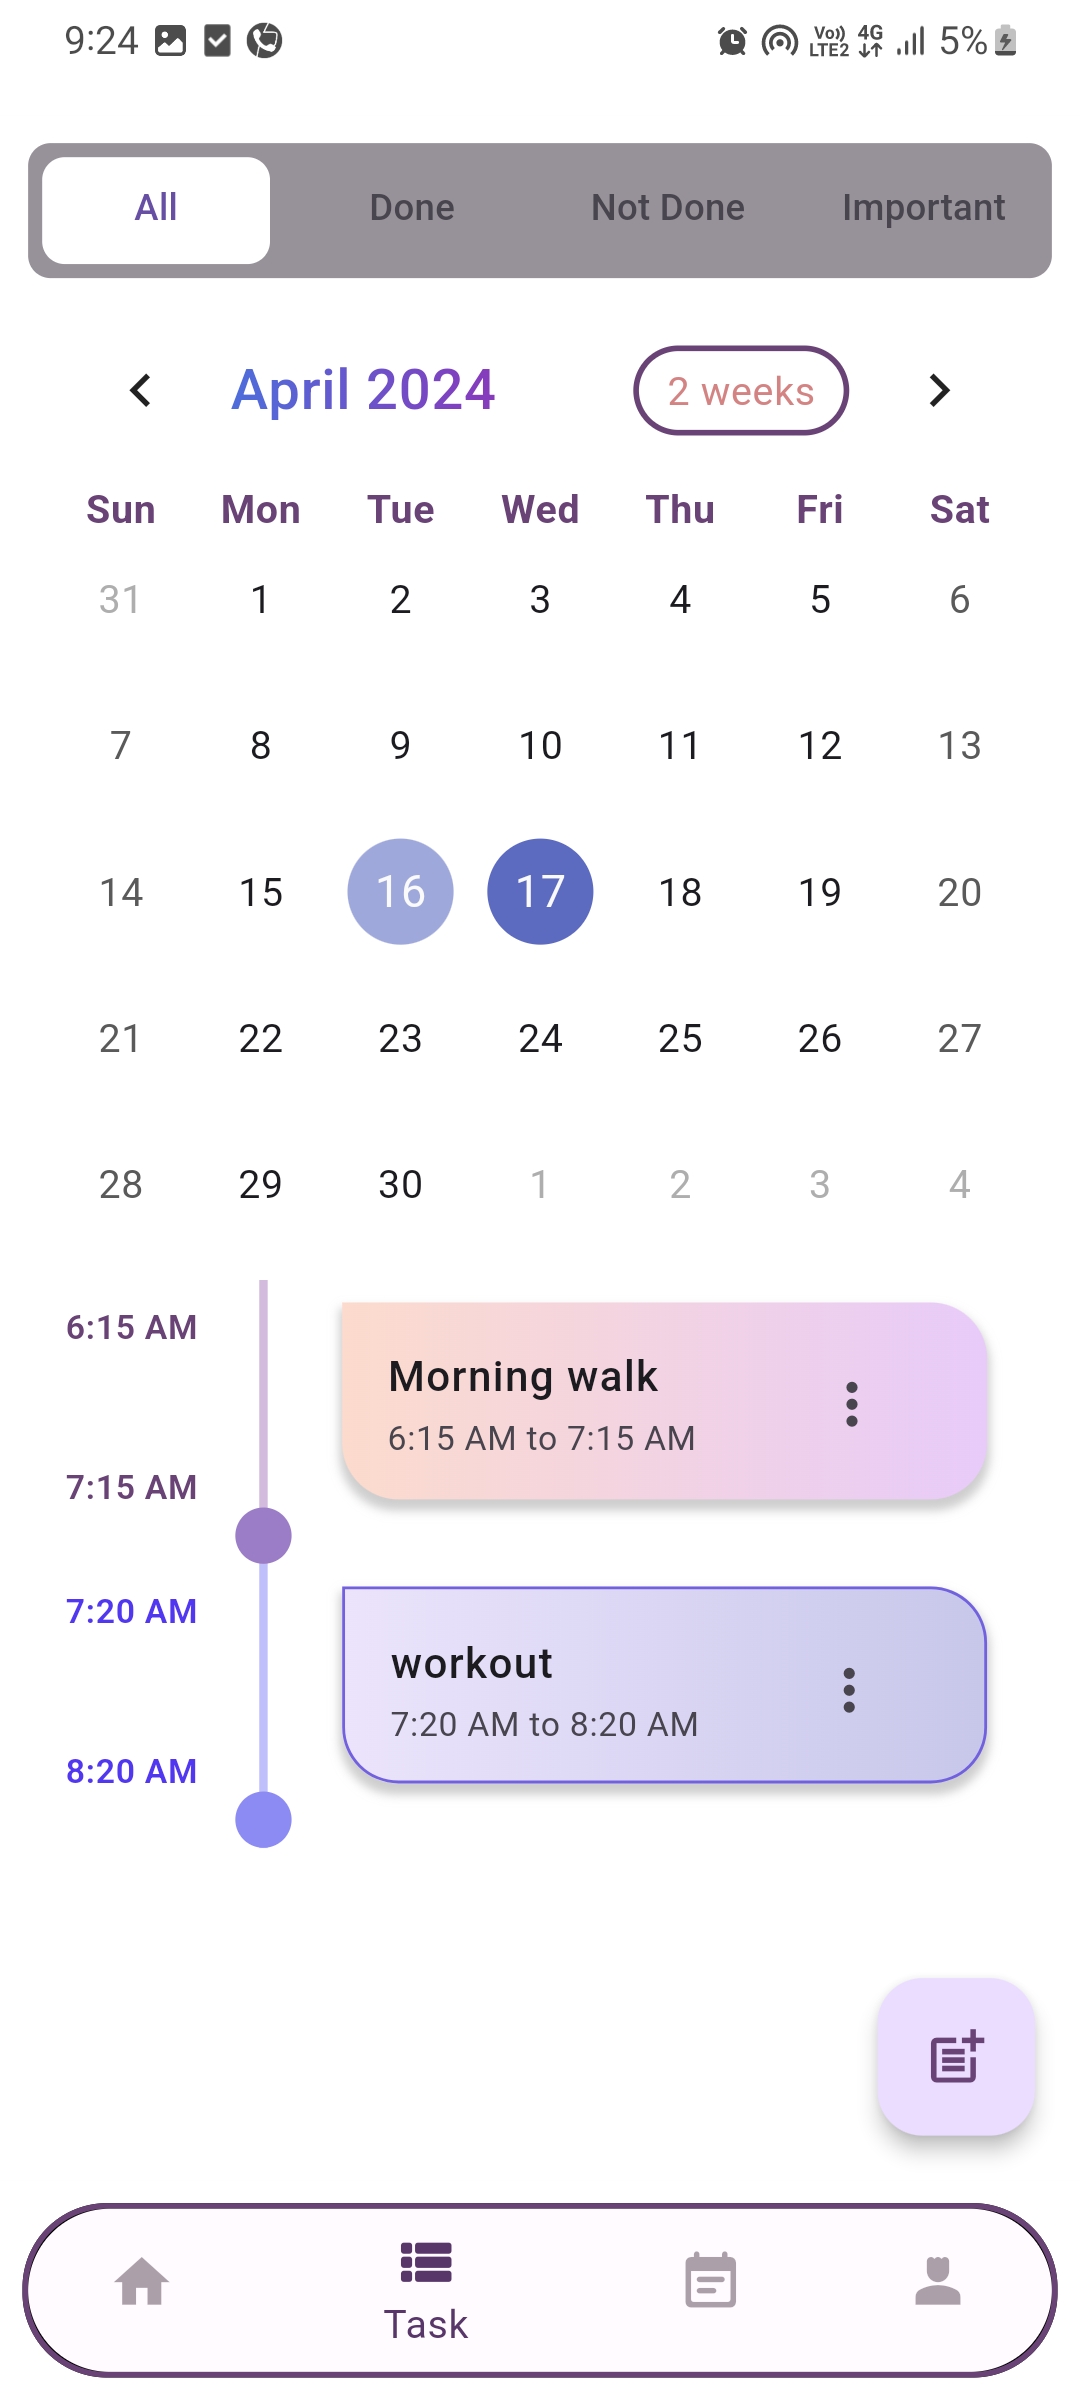 9:24 Vo)) LTE2 4G 5%
All Done Not Done Important
April 2024 2 weeks
Sun Mon Tue Wed Thu Fri Sat
31 1 2 3 4 5 6
7 8 9 10 11 12 13
14 15 16 17 18 19 20
21 22 23 24 25 26 27
28 29 30 1 2 3 4
6:15 AM
Morning walk
6:15 AM to 7:15 AM
7:15 AM
7:20 AM
workout
7:20 AM to 8:20 AM
8:20 AM
Task